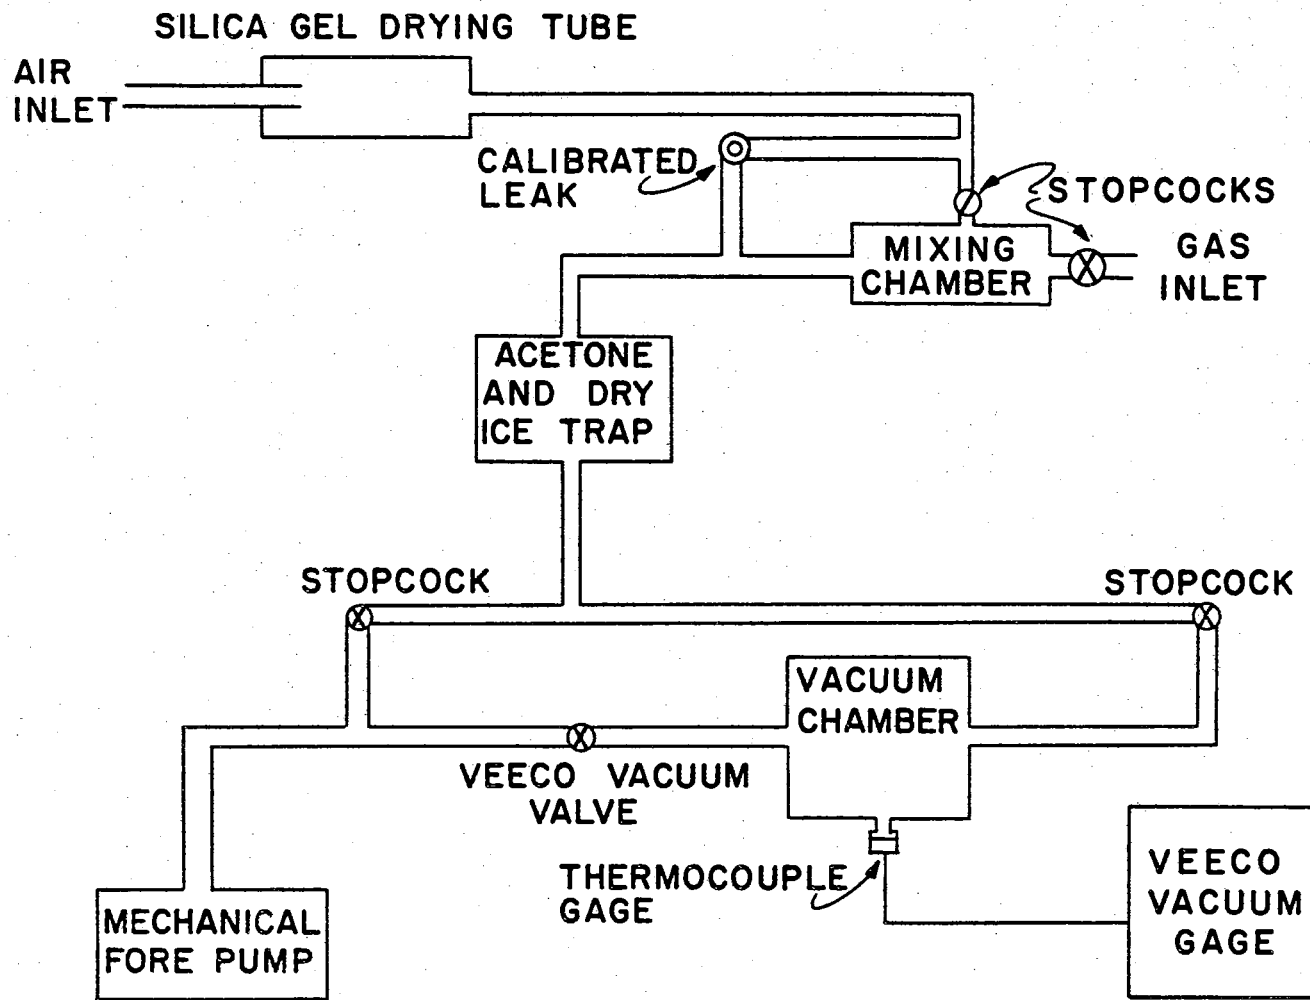 SILICA GEL DRYING TUBE
AIR
INLET
CALIBRATED
LEAK
STOPCOCKS
MIXING
CHAMBER
GAS
INLET
ACETONE
AND DRY
ICE TRAP
STOPCOCK
STOPCOCK
VACUUM
CHAMBER
VEECO VACUUM
VALVE
THERMOCOUPLE
GAGE
VEECO
VACUUM
GAGE
MECHANICAL
FORE PUMP